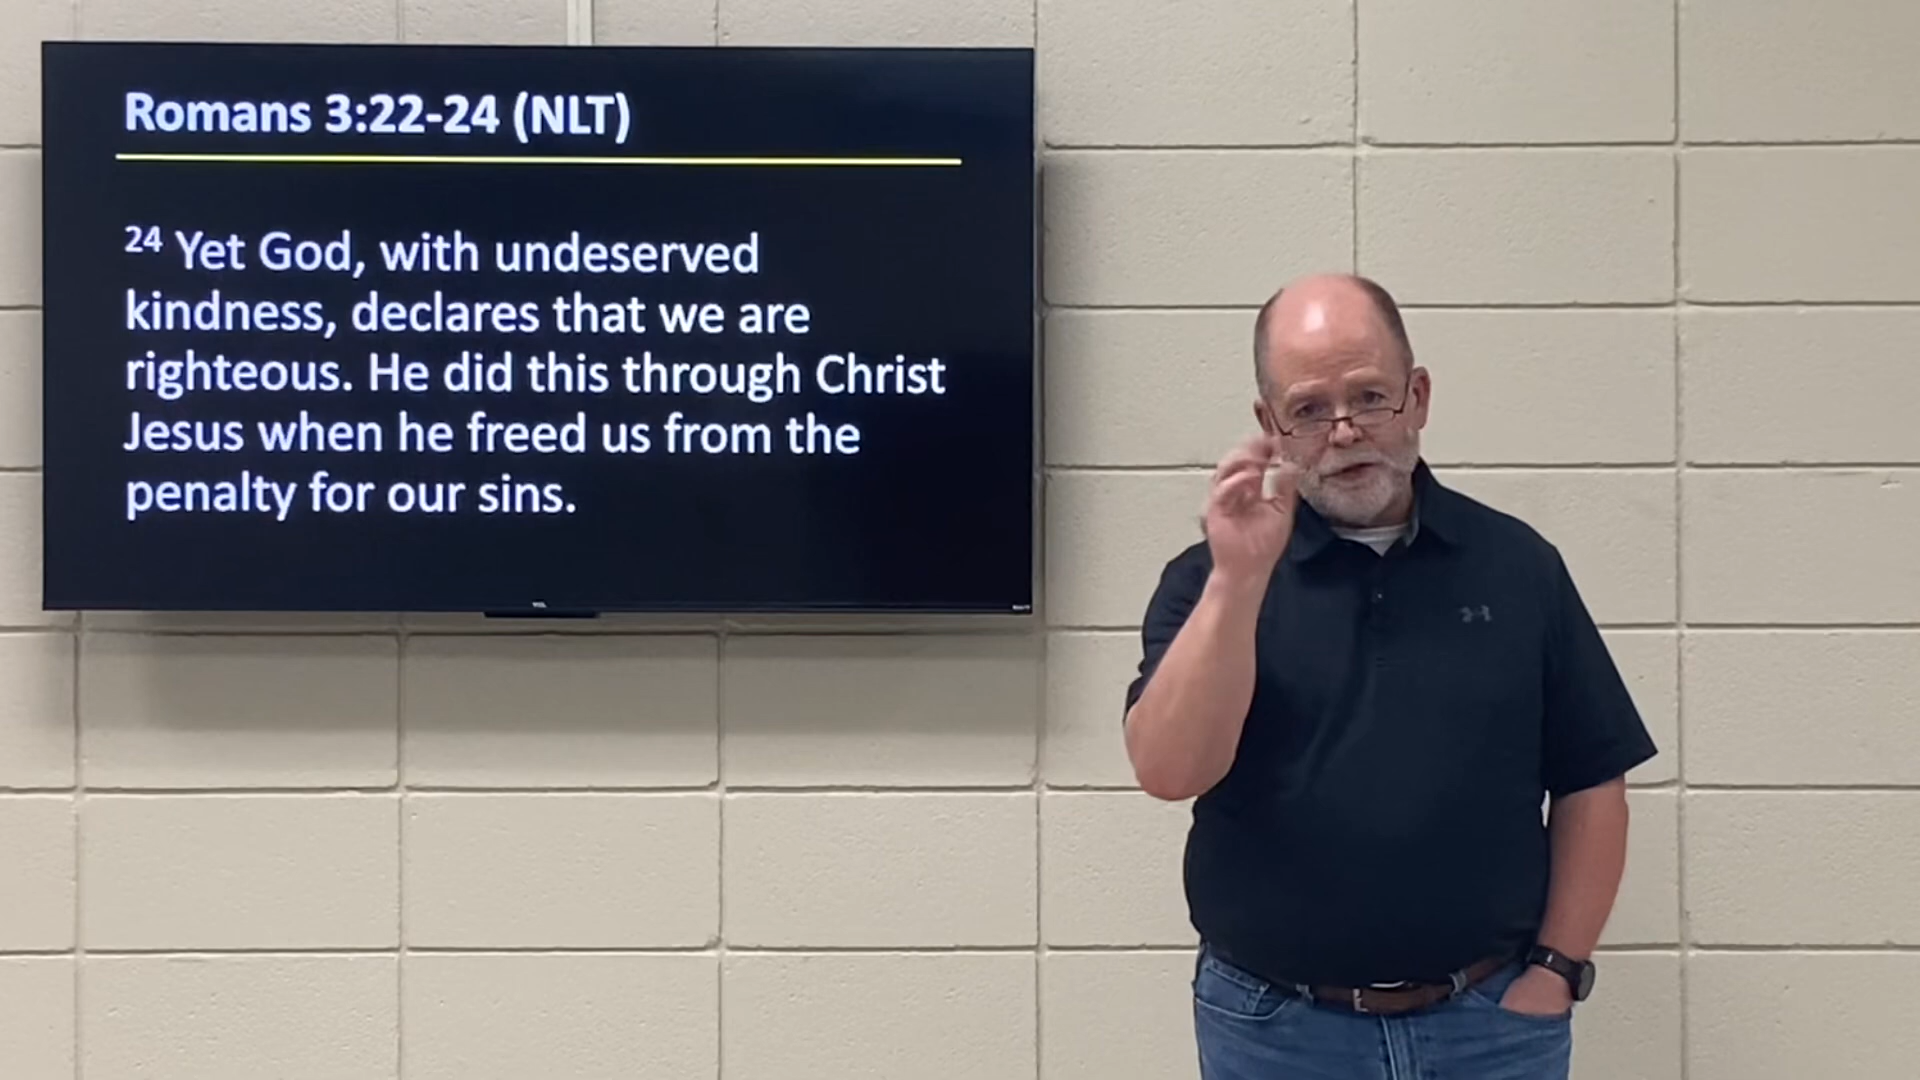 Romans 3:22-24 (NLT)
24 Yet God, with undeserved
kindness, declares that we are
righteous. He did this through Christ
Jesus when he freed us from the
penalty for our sins.
TCL